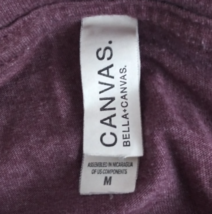 CANVAS.
BELLA+CANVAS.
ASSEMBLED IN NICARAGUA
OF US COMPONENTS
M